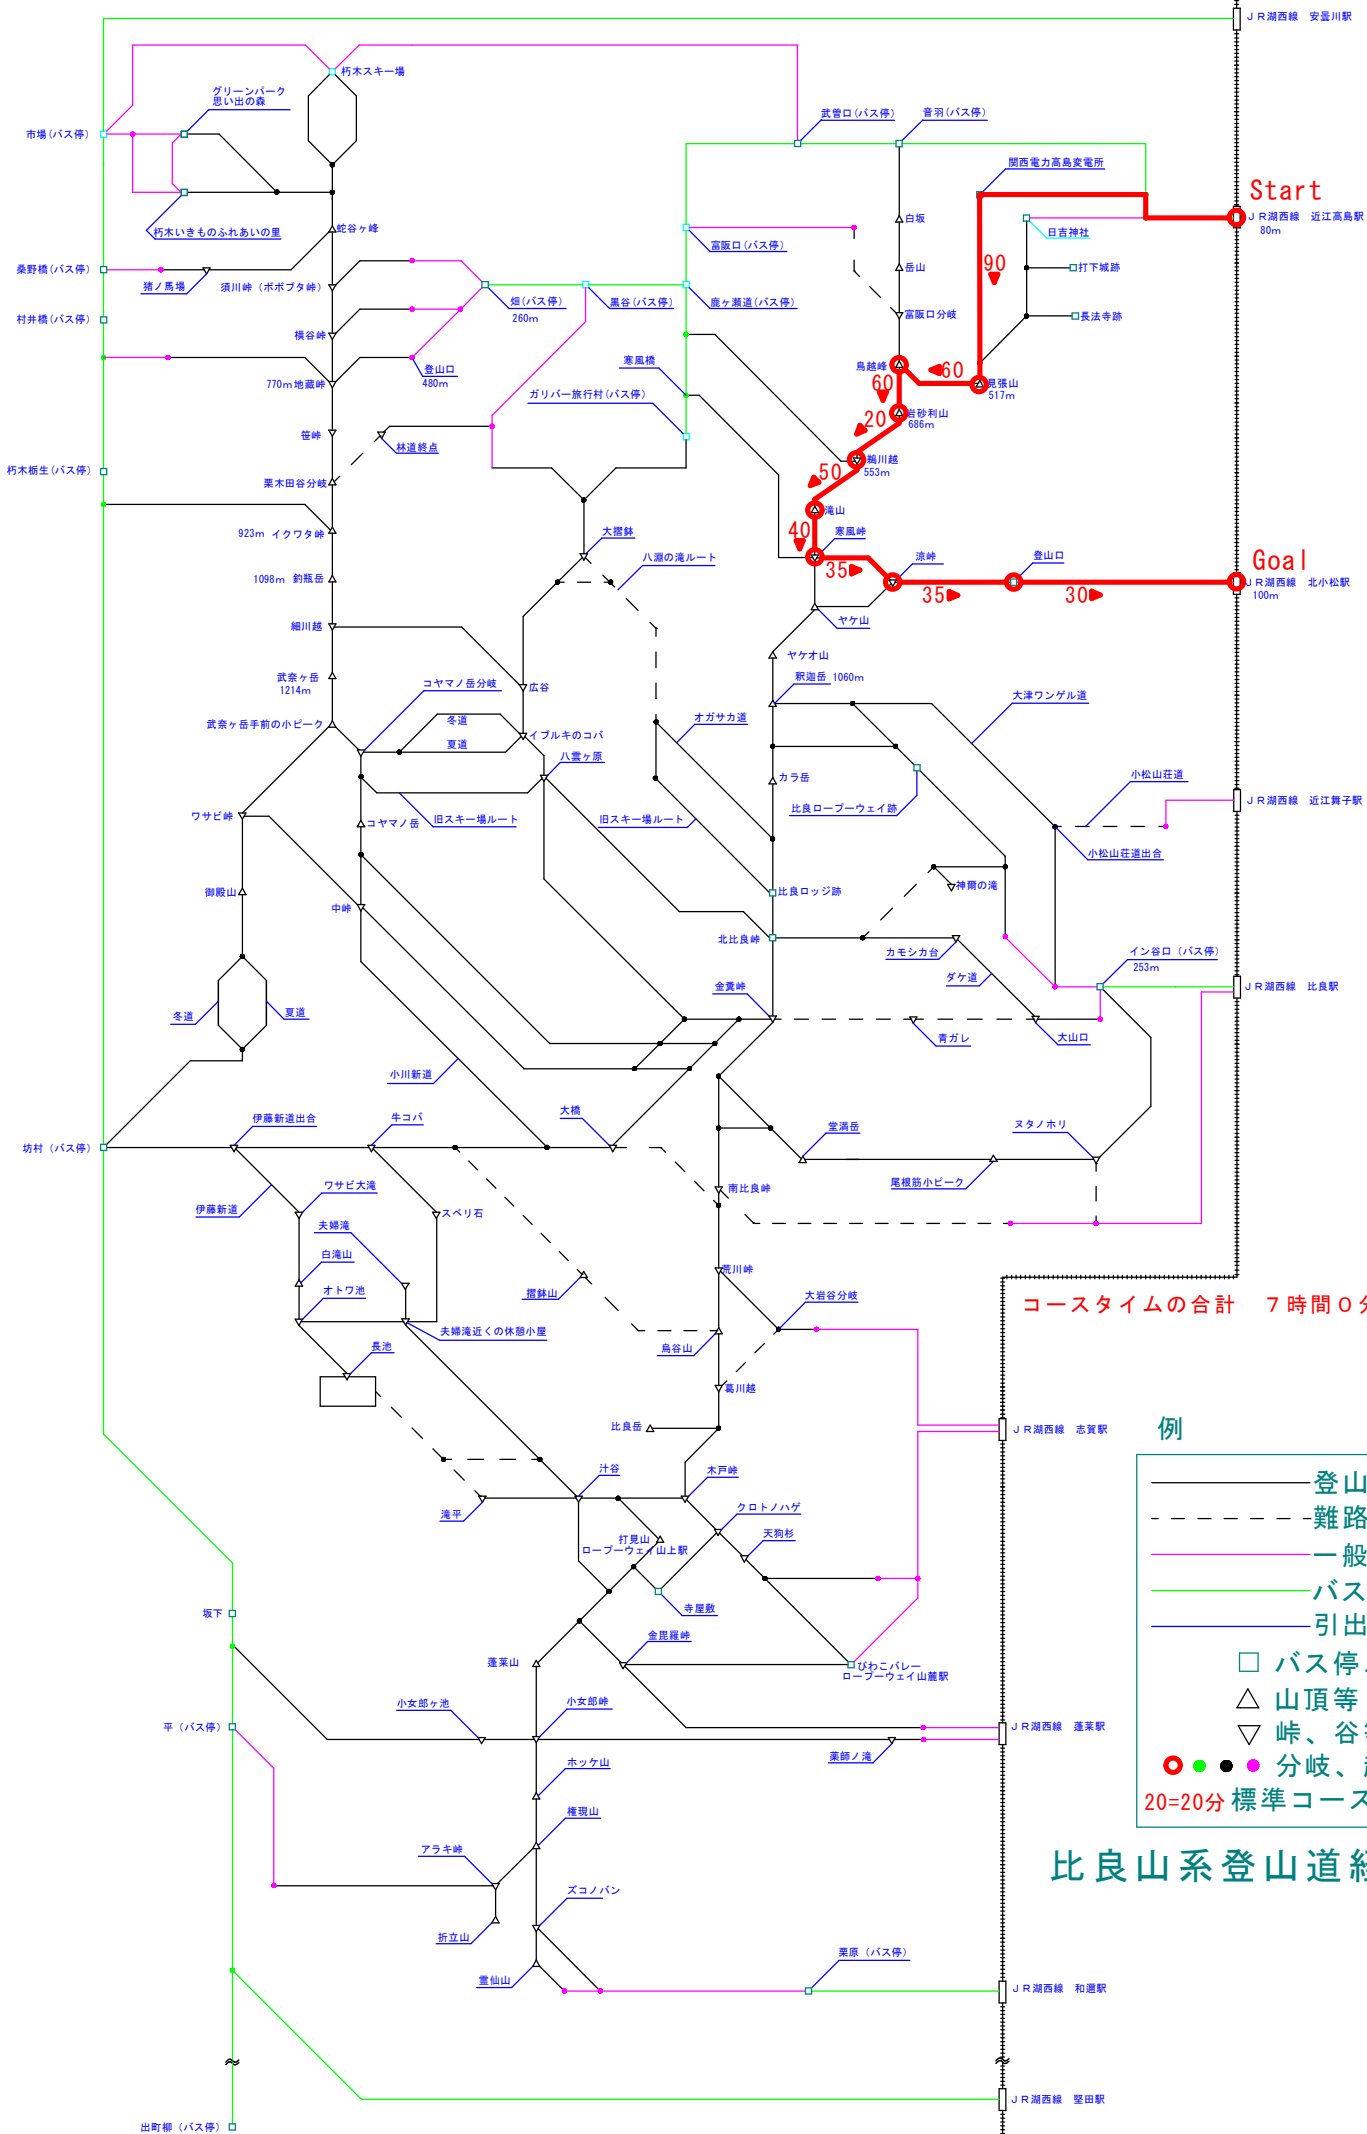 JR湖西線 安曇川駅
朽木スキー場
グリーンパーク
思い出の森
市場(バス停)
武曽口(バス停)
音羽(バス停)
関西電力高島変電所
Start
JR湖西線 近江高島駅
80m
白坂
朽木いきものふれあいの里
蛇谷ヶ峰
富阪口(バス停)
日吉神社
桑野橋(バス停)
猪ノ馬場
須川峠(ボボブタ峠)
畑(バス停)
260m
黒谷(バス停)
鹿ヶ瀬道(バス停)
岳山
90
打下城跡
村井橋(バス停)
横谷峠
富阪口分岐
長法寺跡
770m地蔵峠
登山口
480m
寒風橋
鳥越峰
60
60
見張山
517m
ガリバー旅行村(バス停)
岩砂利山
686m
20
笹峠
林道終点
鵜川越
553m
朽木栃生(バス停)
栗木田谷分岐
50
滝山
923m イクワタ峠
大摺鉢
40
寒風峠
涼峠
登山口
Goal
1098m 釣瓶岳
八淵の滝ルート
35
35
30
JR湖西線 北小松駅
100m
細川越
ヤケ山
ヤケオ山
武奈ヶ岳
1214m
コヤマノ岳分岐
広谷
釈迦岳 1060m
大津ワンゲル道
武奈ヶ岳手前の小ピーク
冬道
夏道
イブルキのコバ
オガサカ道
八雲ヶ原
カラ岳
小松山荘道
JR湖西線 近江舞子駅
ワサビ峠
コヤマノ岳
旧スキー場ルート
旧スキー場ルート
比良ロープーウェイ跡
小松山荘道出合
御殿山
中峠
比良ロッジ跡
神爾の滝
北比良峠
カモシカ台
イン谷口(バス停)
253m
ダケ道
JR湖西線 比良駅
冬道
夏道
金糞峠
青ガレ
大山口
小川新道
坊村(バス停)
伊藤新道出合
牛コバ
大橋
堂満岳
ヌタノホリ
尾根筋小ピーク
伊藤新道
ワサビ大滝
スベリ石
南比良峠
夫婦滝
白滝山
摺鉢山
荒川峠
オトワ池
夫婦滝近くの休憩小屋
大岩谷分岐
コースタイムの合計 7時間0分
長池
烏谷山
葛川越
比良岳
JR湖西線 志賀駅
例
汁谷
木戸峠
滝平
クロトノハゲ
打見山
ロープーウェイ山上駅
天狗杉
寺屋敷
登山
難路
一般
バス
引出
バス停
山頂等
峠、谷
分岐、
20=20分 標準コース
坂下
蓬莱山
金毘羅峠
びわこバレー
ロープーウェイ山麓駅
平(バス停)
小女郎ヶ池
小女郎峠
薬師ノ滝
JR湖西線 蓬莱駅
ホッケ山
権現山
アラキ峠
比良山系登山道
ズコノバン
折立山
霊仙山
栗原(バス停)
JR湖西線 和邇駅
JR湖西線 堅田駅
出町柳(バス停)